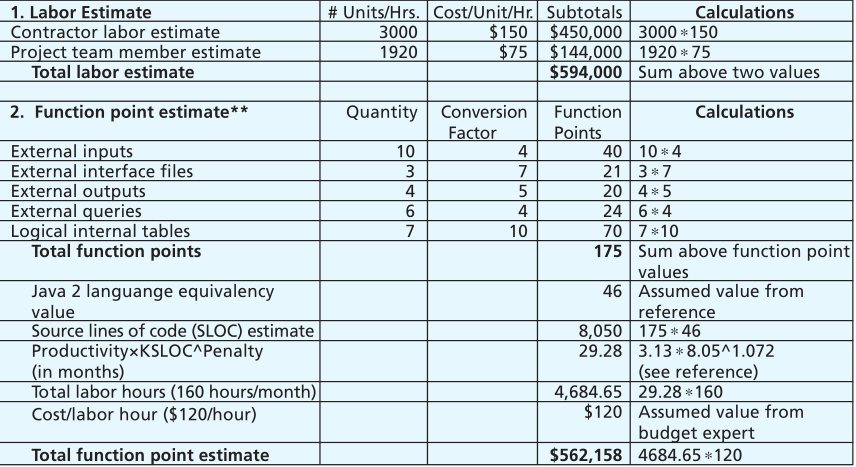 1. Labor Estimate # Units/Hrs. Cost/Unit/Hr. Subtotals Calculations
Contractor labor estimate 3000 $150 $450,000 3000*150
Project team member estimate 1920 $75 $144,000 1920*75
Total labor estimate $594,000 Sum above two values
2. Function point estimate** Quantity Conversion Function Calculations
Factor Points
External inputs 10 4 40 10*4
External interface files 3 7 21 3*7
External outputs 4 5 20 4*5
External queries 6 4 24 6*4
Logical internal tables 7 10 70 7*10
Total function points 175 Sum above function point
values
Java 2 languange equivalency 46 Assumed value from
value reference
Source lines of code (SLOC) estimate 8,050 175*46
Productivity×KSLOC^Penalty 29.28 3.13*8.05^1.072
(in months) (see reference)
Total labor hours (160 hours/month) 4,684.65 29.28*160
Cost/labor hour ($120/hour) $120 Assumed value from
budget expert
Total function point estimate $562,158 4684.65*120